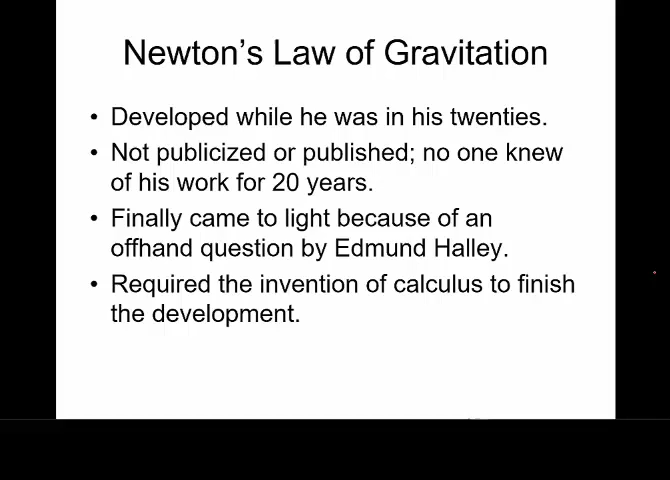 Newton’s Law of Gravitation
• Developed while he was in his twenties.
• Not publicized or published; no one knew
of his work for 20 years.
• Finally came to light because of an
offhand question by Edmund Halley.
• Required the invention of calculus to finish
the development.